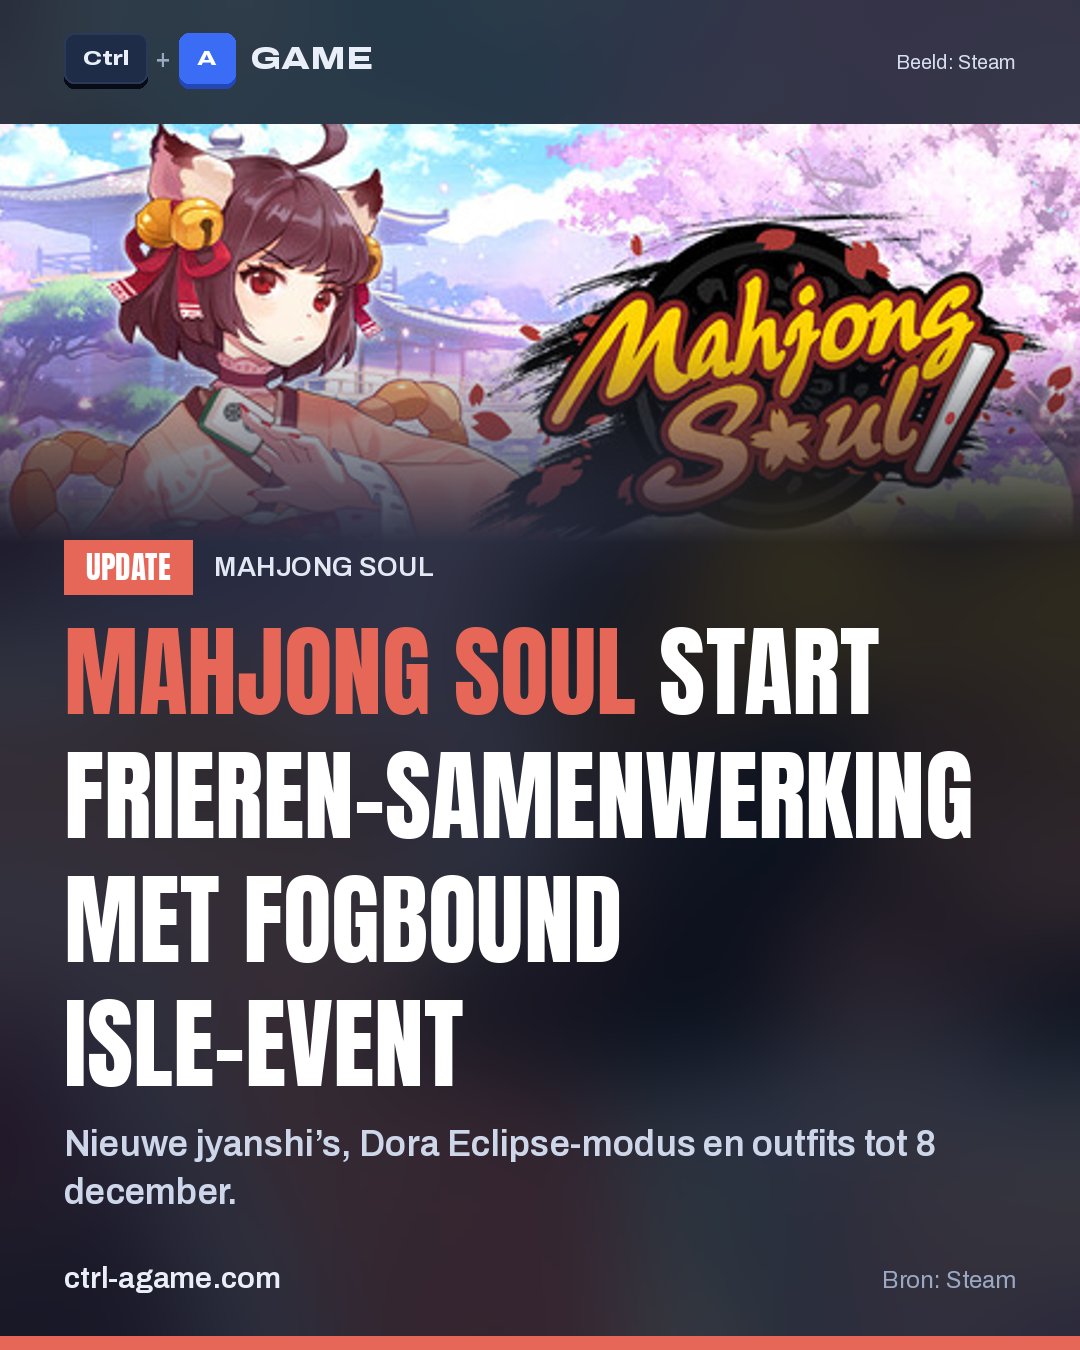 Ctrl + A GAME
Beeld: Steam
Mahjong
Soul
UPDATE MAHJONG SOUL
MAHJONG SOUL START
FRIEREN-SAMENWERKING
MET FOGBOUND
ISLE-EVENT
Nieuwe jyanshi’s, Dora Eclipse-modus en outfits tot 8
december.
ctrl-agame.com
Bron: Steam